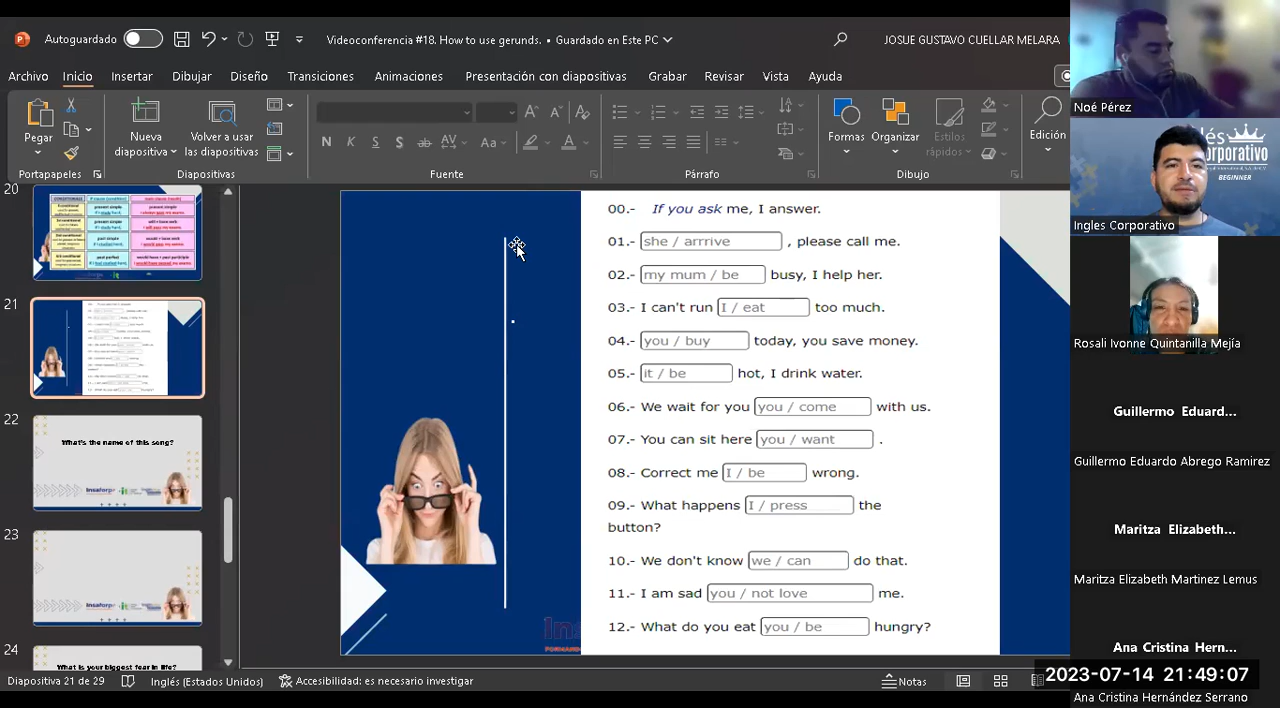 Autoguardado
Videoconferencia #18. How to use gerunds. • Guardado en Este PC
JOSUE GUSTAVO CUELLAR MELARA
Archivo Inicio Insertar Dibujar Diseño Transiciones Animaciones Presentación con diapositivas Grabar Revisar Vista Ayuda
Pegar
Nueva diapositiva
Volver a usar las diapositivas
N K S S ab AV Aa A
Formas Organizar Estilos rápidos Edición
Portapapeles Diapositivas Fuente Párrafo Dibujo
20
21
22
What's the name of this song?
23
24
What is your biggest fear in life?
00.- If you ask me, I answer.
01.- she / arrrive , please call me.
02.- my mum / be busy, I help her.
03.- I can't run I / eat too much.
04.- you / buy today, you save money.
05.- it / be hot, I drink water.
06.- We wait for you you / come with us.
07.- You can sit here you / want .
08.- Correct me I / be wrong.
09.- What happens I / press the
button?
10.- We don't know we / can do that.
11.- I am sad you / not love me.
12.- What do you eat you / be hungry?
Diapositiva 21 de 29 Inglés (Estados Unidos) Accesibilidad: es necesario investigar Notas
Noé Pérez
BEGINNER
Ingles Corporativo
Rosali Ivonne Quintanilla Mejía
Guillermo Eduard...
Guillermo Eduardo Abrego Ramirez
Maritza Elizabeth...
Maritza Elizabeth Martinez Lemus
Ana Cristina Hern...
2023-07-14 21:49:07
Ana Cristina Hernández Serrano